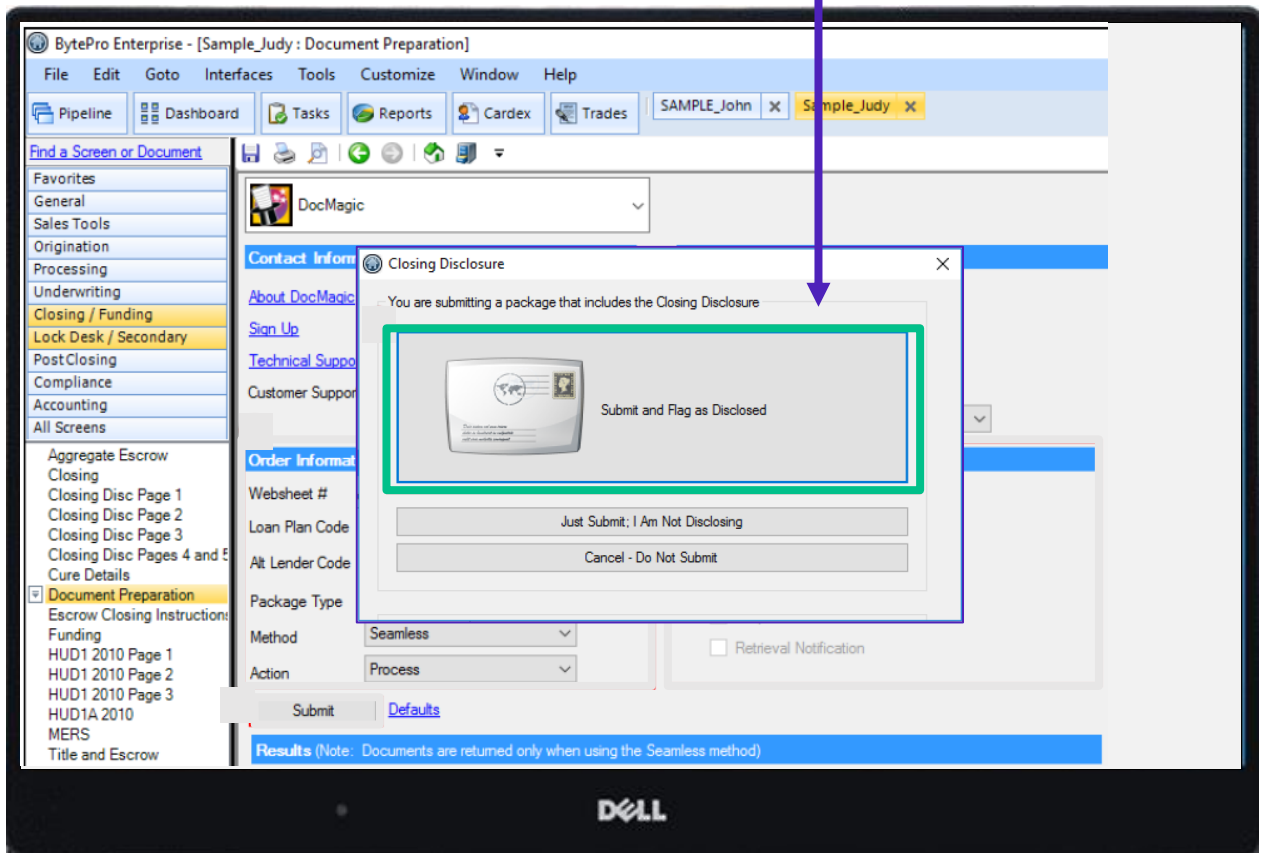 BytePro Enterprise - [Sample_Judy : Document Preparation]
File Edit Goto Interfaces Tools Customize Window Help
Pipeline Dashboard Tasks Reports Cardex Trades SAMPLE_John Sample_Judy
Find a Screen or Document
Favorites
General
Sales Tools
Origination
Processing
Underwriting
Closing / Funding
Lock Desk / Secondary
PostClosing
Compliance
Accounting
All Screens
Aggregate Escrow
Closing
Closing Disc Page 1
Closing Disc Page 2
Closing Disc Page 3
Closing Disc Pages 4 and 5
Cure Details
Document Preparation
Escrow Closing Instructions
Funding
HUD1 2010 Page 1
HUD1 2010 Page 2
HUD1 2010 Page 3
HUD1A 2010
MERS
Title and Escrow
DocMagic
Contact Inform
About DocMagic
Sign Up
Technical Suppo
Customer Suppor
Closing Disclosure
You are submitting a package that includes the Closing Disclosure
Submit and Flag as Disclosed
Just Submit; I Am Not Disclosing
Cancel - Do Not Submit
Order Informat
Websheet #
Loan Plan Code
Alt Lender Code
Package Type
Method Seamless
Action Process
Retrieval Notification
Submit Defaults
Results (Note: Documents are returned only when using the Seamless method)
DELL